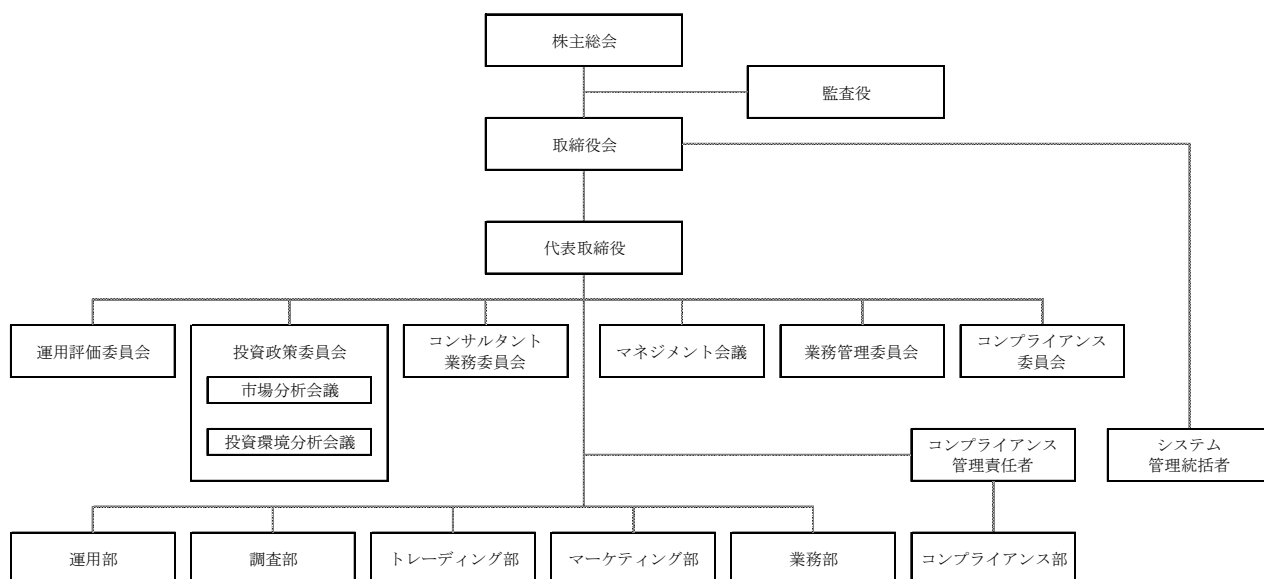 株主総会
監査役
取締役会
代表取締役
運用評価委員会
投資政策委員会
市場分析会議
投資環境分析会議
コンサルタント
業務委員会
マネジメント会議
業務管理委員会
コンプライアンス
委員会
コンプライアンス
管理責任者
システム
管理統括者
運用部
調査部
トレーディング部
マーケティング部
業務部
コンプライアンス部